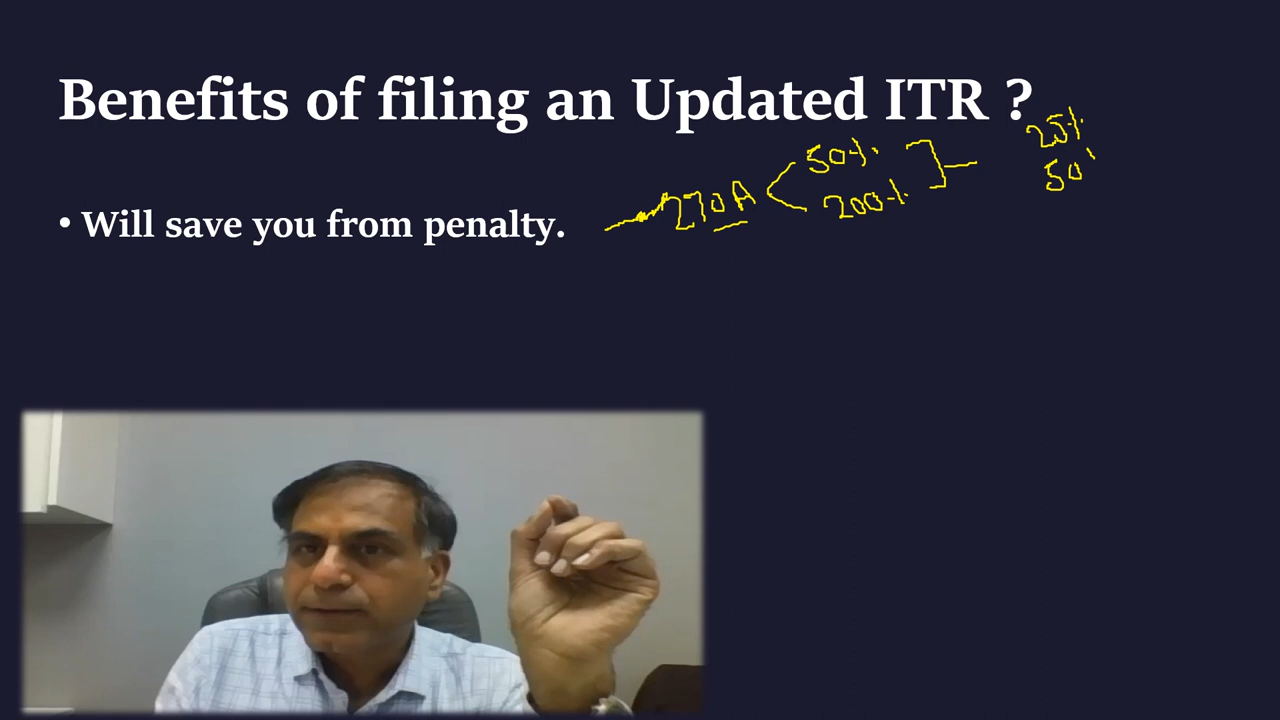 Benefits of filing an Updated ITR ?
25%
50%
50
200%
270A
• Will save you from penalty.